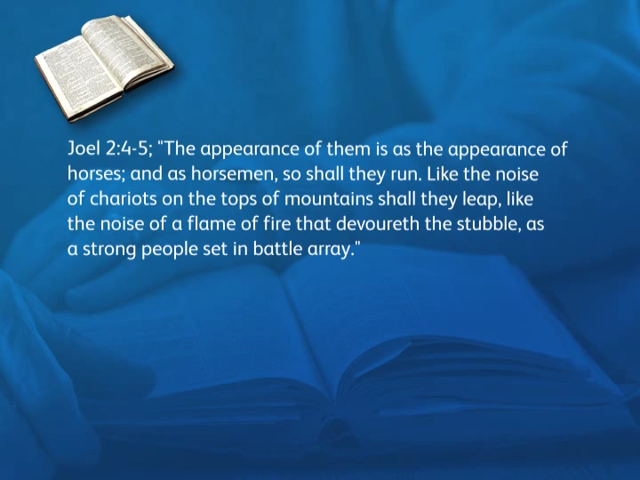 Joel 2:4-5; "The appearance of them is as the appearance of
horses; and as horsemen, so shall they run. Like the noise
of chariots on the tops of mountains shall they leap, like
the noise of a flame of fire that devoureth the stubble, as
a strong people set in battle array."